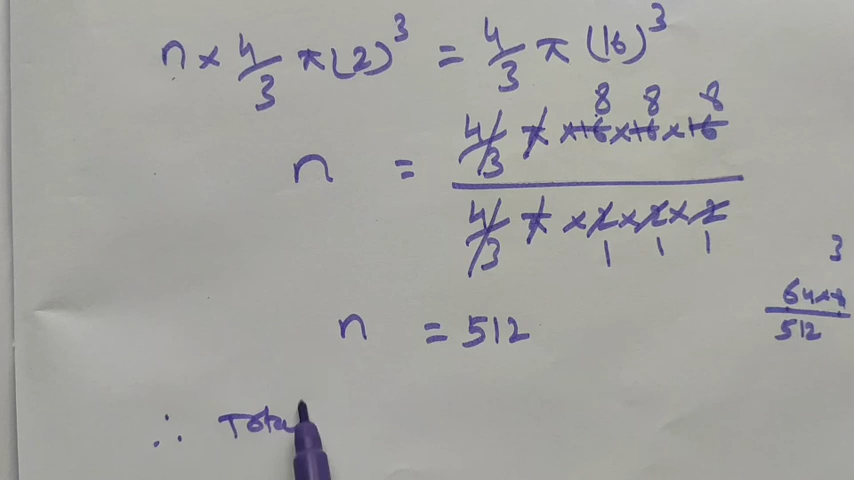 n × 4/3 π(2)³ = 4/3 π (16)³
8 8 8
n = 4/3 π × 16 × 16 × 16 / 4/3 π × 2 × 2 × 2
1 1 1
3
64 × 8
n = 512
512
∴ Tota